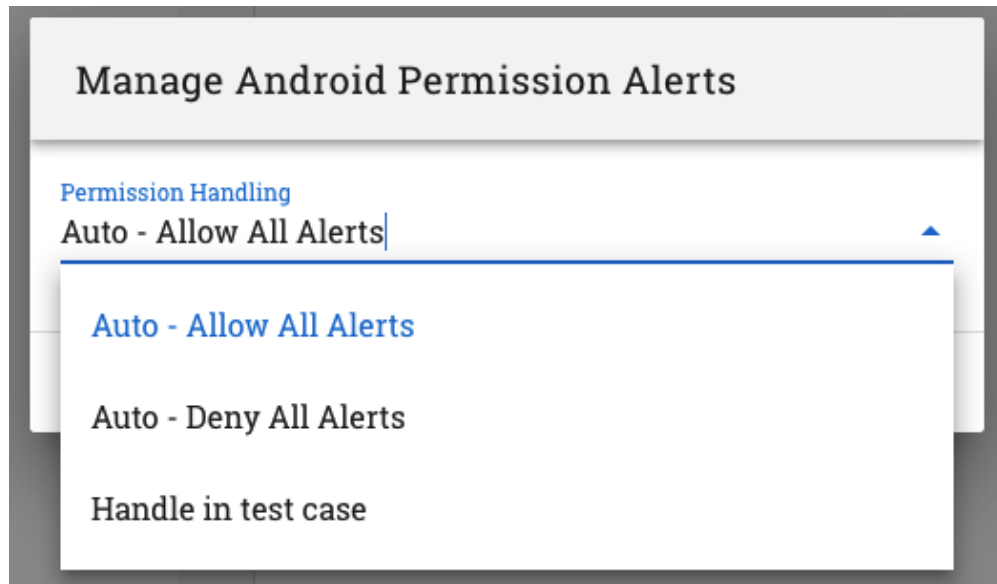 Manage Android Permission Alerts
Permission Handling
Auto - Allow All Alerts
Auto - Allow All Alerts
Auto - Deny All Alerts
Handle in test case